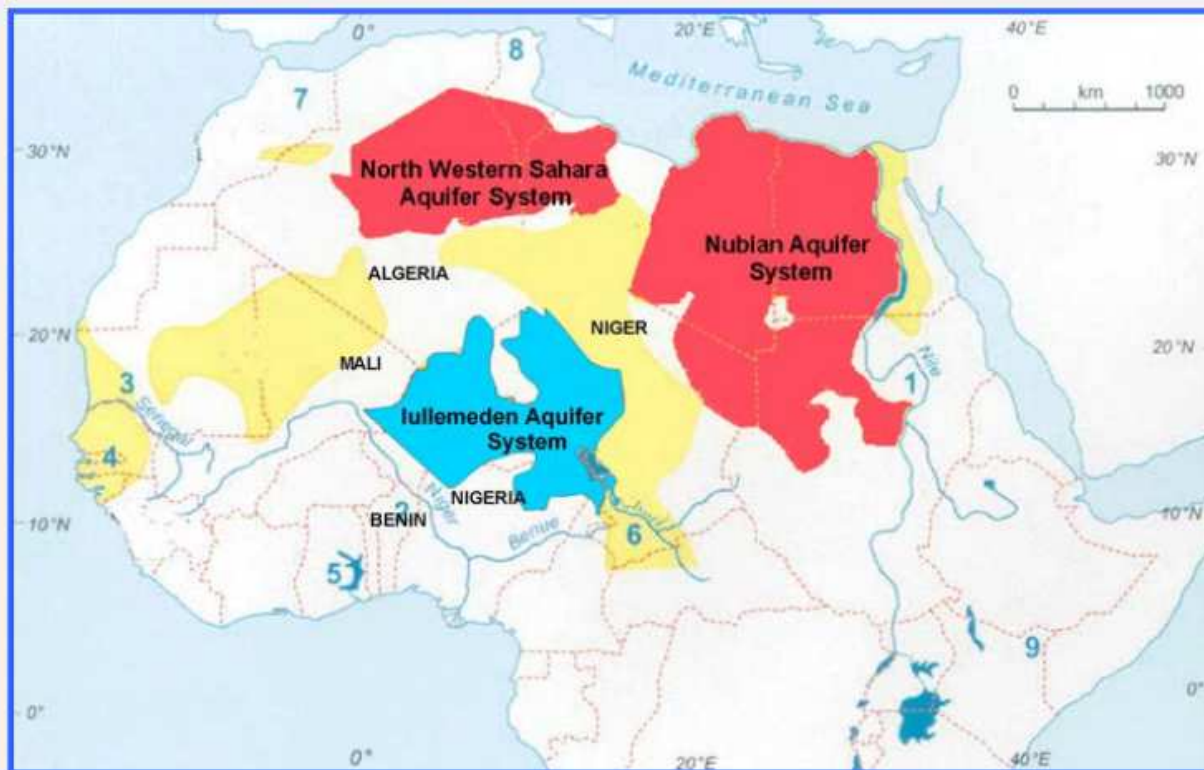 0°
20°E
40°E
8
7
Mediterranean Sea
0 km 1000
30°N
30°N
North Western Sahara
Aquifer System
Nubian Aquifer
System
ALGERIA
NIGER
20°N
20°N
MALI
Nile
1
3
Senegal
Iullemeden Aquifer
System
4
NIGERIA
Niger
2
BENIN
10°N
10°N
Benue
6
5
9
0°
0°
0°
20°E
40°E